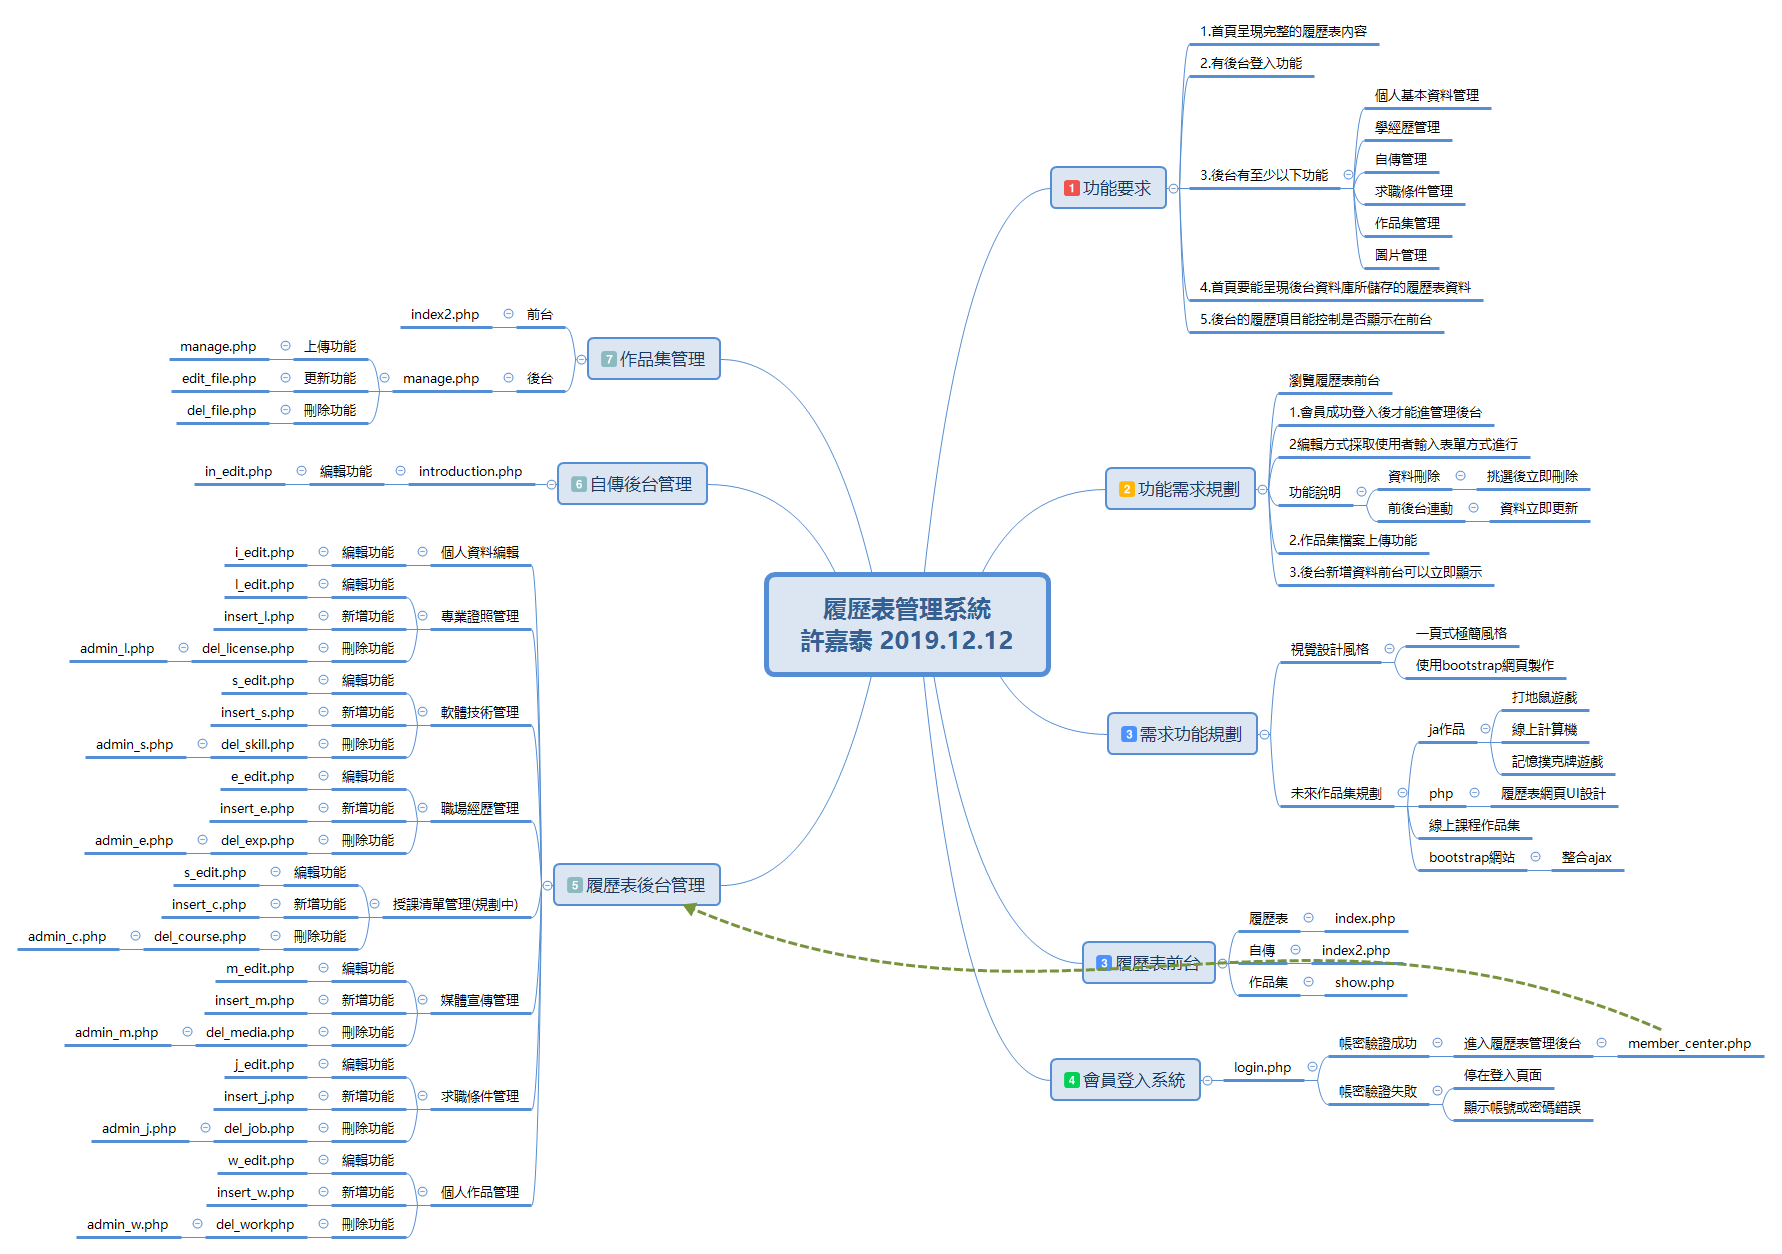 履歷表管理系統
許嘉泰 2019.12.12
1 功能要求
1.首頁呈現完整的履歷表內容
2.有後台登入功能
3.後台有至少以下功能
個人基本資料管理
學經歷管理
自傳管理
求職條件管理
作品集管理
圖片管理
4.首頁要能呈現後台資料庫所儲存的履歷表資料
5.後台的履歷項目能控制是否顯示在前台
2 功能需求規劃
瀏覽履歷表前台
1.會員成功登入後才能進管理後台
2編輯方式採取使用者輸入表單方式進行
功能說明
資料刪除
挑選後立即刪除
前後台連動
資料立即更新
2.作品集檔案上傳功能
3.後台新增資料前台可以立即顯示
3 需求功能規劃
視覺設計風格
一頁式極簡風格
使用bootstrap網頁製作
未來作品集規劃
ja作品
打地鼠遊戲
線上計算機
記憶撲克牌遊戲
php
履歷表網頁UI設計
線上課程作品集
bootstrap網站
整合ajax
3 履歷表前台
履歷表
index.php
自傳
index2.php
作品集
show.php
4 會員登入系統
login.php
帳密驗證成功
進入履歷表管理後台
member_center.php
帳密驗證失敗
停在登入頁面
顯示帳號或密碼錯誤
7 作品集管理
前台
index2.php
後台
manage.php
上傳功能
manage.php
更新功能
edit_file.php
刪除功能
del_file.php
6 自傳後台管理
introduction.php
編輯功能
in_edit.php
5 履歷表後台管理
個人資料編輯
編輯功能
i_edit.php
專業證照管理
編輯功能
l_edit.php
新增功能
insert_l.php
刪除功能
del_license.php
admin_l.php
軟體技術管理
編輯功能
s_edit.php
新增功能
insert_s.php
刪除功能
del_skill.php
admin_s.php
職場經歷管理
編輯功能
e_edit.php
新增功能
insert_e.php
刪除功能
del_exp.php
admin_e.php
授課清單管理(規劃中)
編輯功能
s_edit.php
新增功能
insert_c.php
刪除功能
del_course.php
admin_c.php
媒體宣傳管理
編輯功能
m_edit.php
新增功能
insert_m.php
刪除功能
del_media.php
admin_m.php
求職條件管理
編輯功能
j_edit.php
新增功能
insert_j.php
刪除功能
del_job.php
admin_j.php
個人作品管理
編輯功能
w_edit.php
新增功能
insert_w.php
刪除功能
del_workphp
admin_w.php